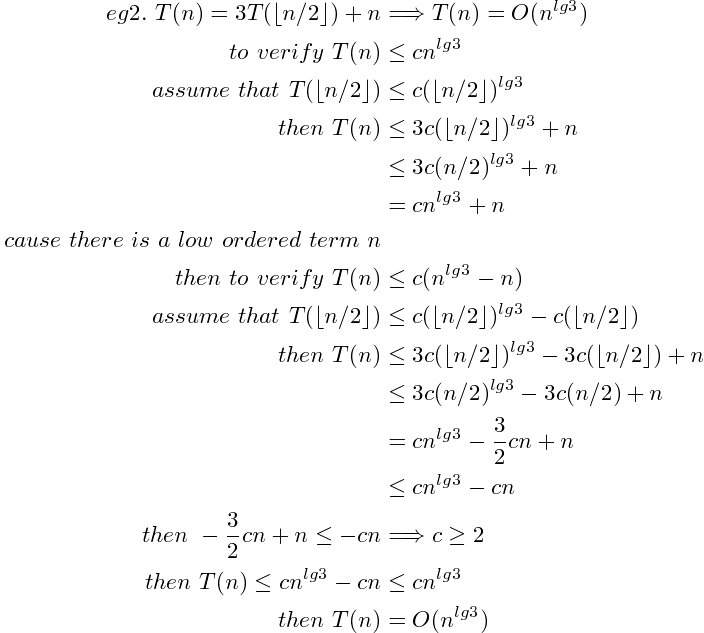 eg2. T(n) = 3T(⌊n/2⌋) + n ⟹ T(n) = O(n^{lg3})
to verify T(n) ≤ cn^{lg3}
assume that T(⌊n/2⌋) ≤ c(⌊n/2⌋)^{lg3}
then T(n) ≤ 3c(⌊n/2⌋)^{lg3} + n
≤ 3c(n/2)^{lg3} + n
= cn^{lg3} + n
cause there is a low ordered term n
then to verify T(n) ≤ c(n^{lg3} − n)
assume that T(⌊n/2⌋) ≤ c(⌊n/2⌋)^{lg3} − c(⌊n/2⌋)
then T(n) ≤ 3c(⌊n/2⌋)^{lg3} − 3c(⌊n/2⌋) + n
≤ 3c(n/2)^{lg3} − 3c(n/2) + n
= cn^{lg3} − \frac{3}{2}cn + n
≤ cn^{lg3} − cn
then − \frac{3}{2}cn + n ≤ −cn ⟹ c ≥ 2
then T(n) ≤ cn^{lg3} − cn ≤ cn^{lg3}
then T(n) = O(n^{lg3})